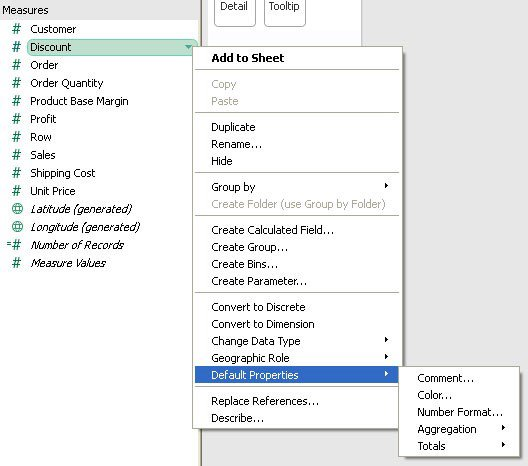 Detail Tooltip
Measures
# Customer
# Discount
# Order
# Order Quantity
# Product Base Margin
# Profit
# Row
# Sales
# Shipping Cost
# Unit Price
Latitude (generated)
Longitude (generated)
=# Number of Records
# Measure Values
Add to Sheet
Copy
Paste
Duplicate
Rename...
Hide
Group by
Create Folder (use Group by Folder)
Create Calculated Field...
Create Group...
Create Bins...
Create Parameter...
Convert to Discrete
Convert to Dimension
Change Data Type
Geographic Role
Default Properties
Replace References...
Describe...
Comment...
Color...
Number Format...
Aggregation
Totals